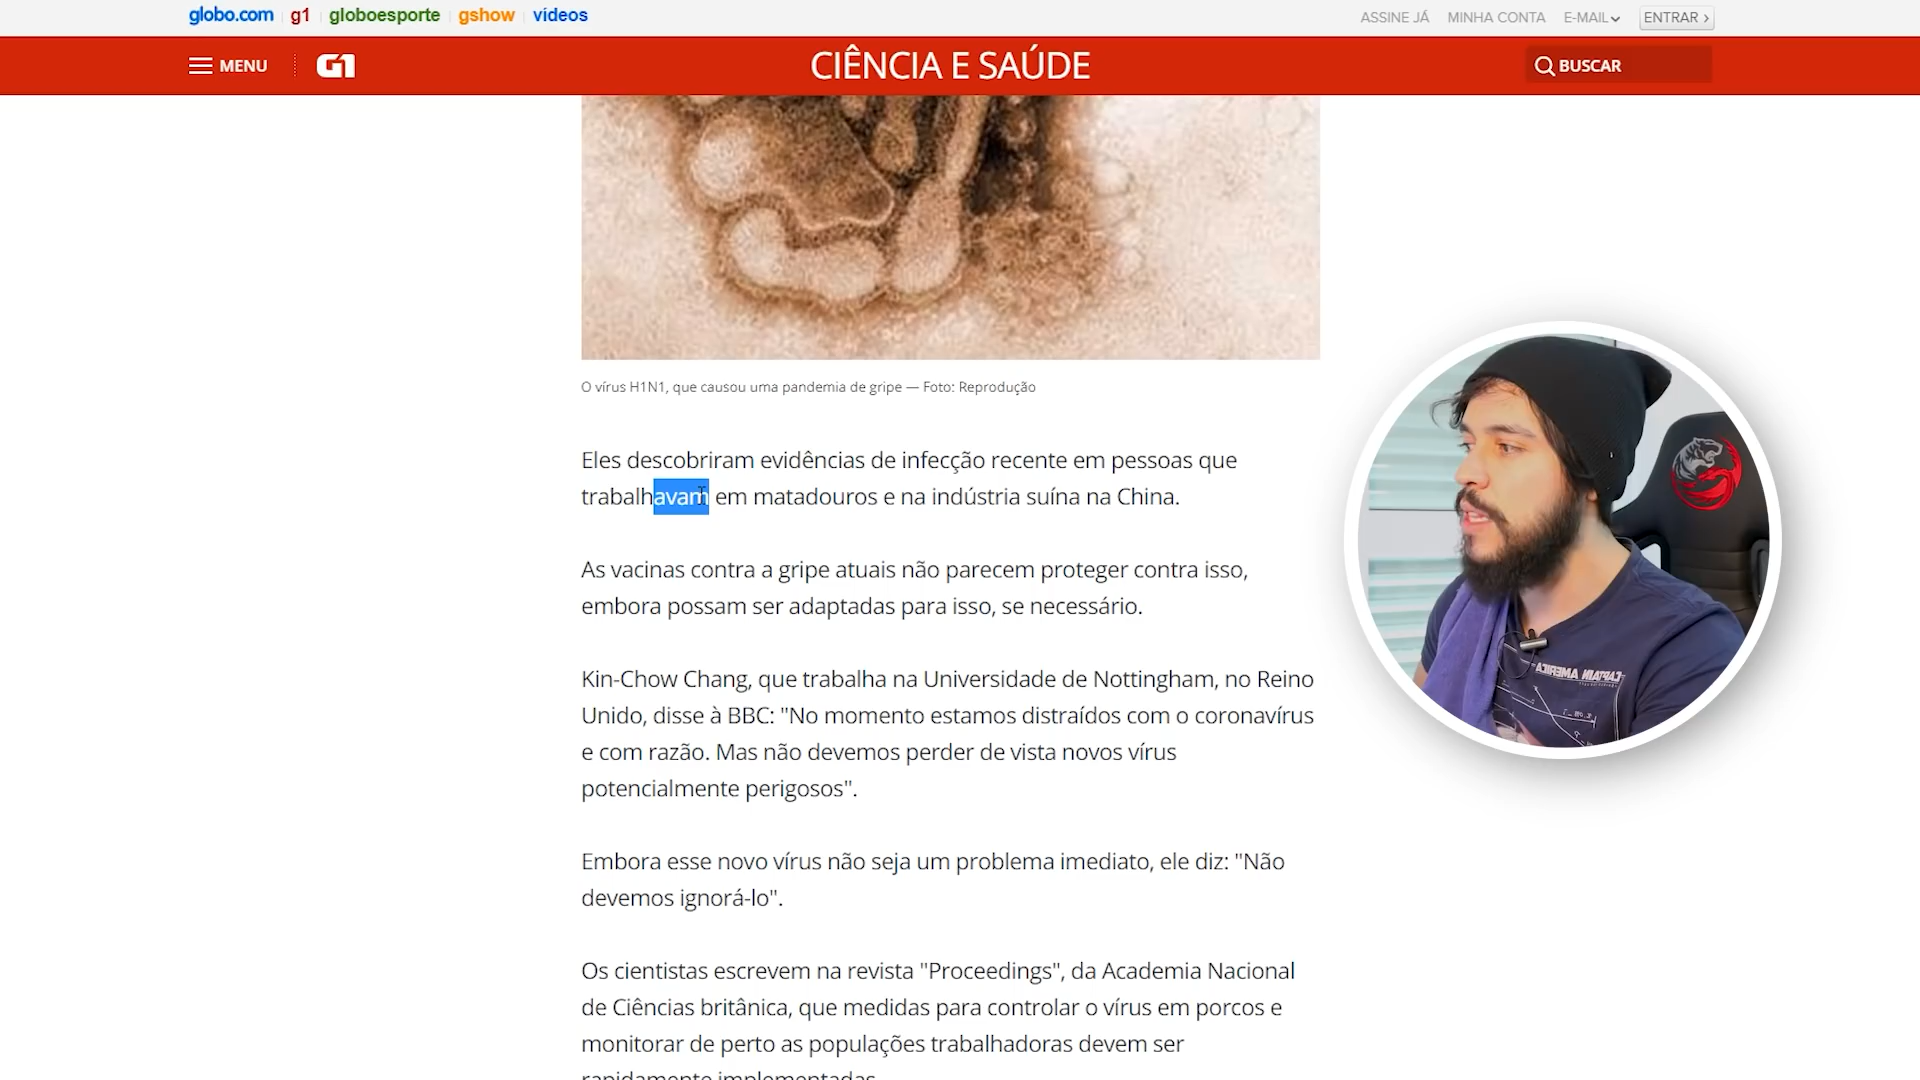 globo.com g1 globoesporte gshow vídeos ASSINE JÁ MINHA CONTA E-MAIL ENTRAR ›
MENU G1 CIÊNCIA E SAÚDE BUSCAR
O vírus H1N1, que causou uma pandemia de gripe — Foto: Reprodução
Eles descobriram evidências de infecção recente em pessoas que
trabalhavam em matadouros e na indústria suína na China.
As vacinas contra a gripe atuais não parecem proteger contra isso,
embora possam ser adaptadas para isso, se necessário.
Kin-Chow Chang, que trabalha na Universidade de Nottingham, no Reino
Unido, disse à BBC: "No momento estamos distraídos com o coronavírus
e com razão. Mas não devemos perder de vista novos vírus
potencialmente perigosos".
Embora esse novo vírus não seja um problema imediato, ele diz: "Não
devemos ignorá-lo".
Os cientistas escrevem na revista "Proceedings", da Academia Nacional
de Ciências britânica, que medidas para controlar o vírus em porcos e
monitorar de perto as populações trabalhadoras devem ser
rapidamente implementadas.
CAPTAIN AMERICA